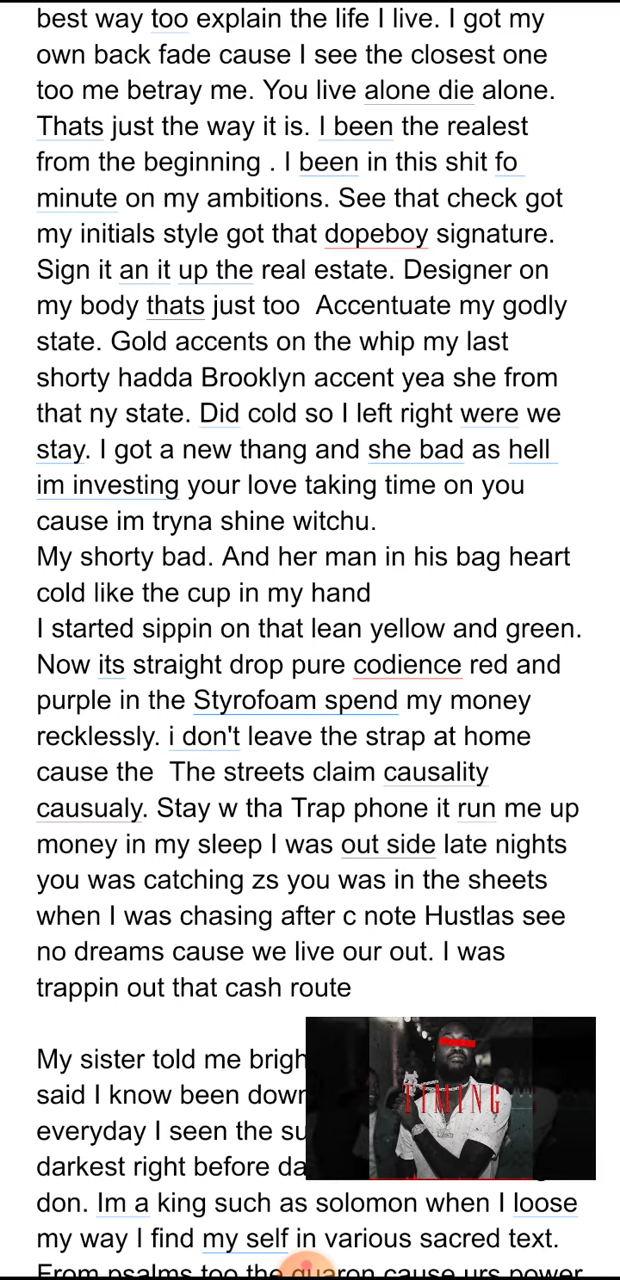 best way too explain the life I live. I got my
own back fade cause I see the closest one
too me betray me. You live alone die alone.
Thats just the way it is. I been the realest
from the beginning . I been in this shit fo
minute on my ambitions. See that check got
my initials style got that dopeboy signature.
Sign it an it up the real estate. Designer on
my body thats just too  Accentuate my godly
state. Gold accents on the whip my last
shorty hadda Brooklyn accent yea she from
that ny state. Did cold so I left right were we
stay. I got a new thang and she bad as hell
im investing your love taking time on you
cause im tryna shine witchu.
My shorty bad. And her man in his bag heart
cold like the cup in my hand
I started sippin on that lean yellow and green.
Now its straight drop pure codience red and
purple in the Styrofoam spend my money
recklessly. i don't leave the strap at home
cause the  The streets claim causality
causualy. Stay w tha Trap phone it run me up
money in my sleep I was out side late nights
you was catching zs you was in the sheets
when I was chasing after c note Hustlas see
no dreams cause we live our out. I was
trappin out that cash route
My sister told me brigh
said I know been down
everyday I seen the su
darkest right before da
TIMING
don. Im a king such as solomon when I loose
my way I find my self in various sacred text.
From psalms too the quaron cause urs power